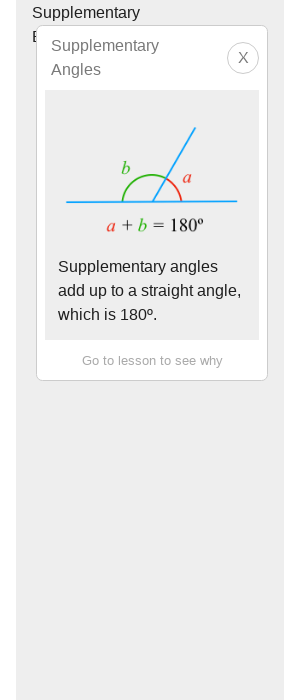 Supplementary
Supplementary
Angles
X
b
a
a + b = 180º
Supplementary angles
add up to a straight angle,
which is 180º.
Go to lesson to see why